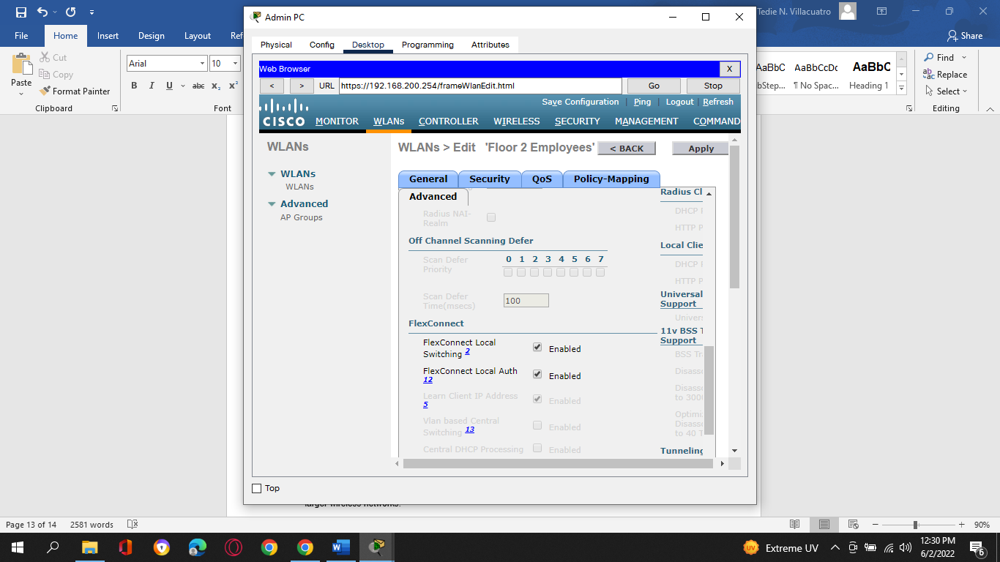 Tedie N. Villacuatro
File
Home
Insert
Design
Layout
Ref
Share
Paste
Cut
Copy
Format Painter
Clipboard
Arial
10
B I U abc x₂ x²
Font
AaBbC
AaBbCcDc
AaBbC
bStep...
¶ No Spac...
Heading 1
Find
Replace
Select
Editing
Admin PC
Physical
Config
Desktop
Programming
Attributes
Web Browser
X
<
>
URL
https://192.168.200.254/frameWlanEdit.html
Go
Stop
Save Configuration | Ping | Logout | Refresh
CISCO
MONITOR WLANs CONTROLLER WIRELESS SECURITY MANAGEMENT COMMAND
WLANs
WLANs
WLANs
Advanced
AP Groups
WLANs > Edit 'Floor 2 Employees'
< BACK
Apply
General
Security
QoS
Policy-Mapping
Advanced
Radius NAI-
Realm
Off Channel Scanning Defer
Scan Defer
Priority
0 1 2 3 4 5 6 7
Scan Defer
Time(msecs)
100
FlexConnect
FlexConnect Local
Switching 2
Enabled
FlexConnect Local Auth
12
Enabled
Learn Client IP Address
5
Enabled
Vlan based Central
Switching 13
Enabled
Central DHCP Processing
Enabled
Radius Cl
DHCP P
HTTP P
Local Clie
DHCP P
HTTP P
Universal
Support
Univers
11v BSS T
Support
BSS Tr
Disasso
Disasso
to 300
Optimi
Disasso
to 40 T
Tunneling
Top
larger wireless networks.
Page 13 of 14
2581 words
90%
Extreme UV
12:30 PM
6/2/2022
6